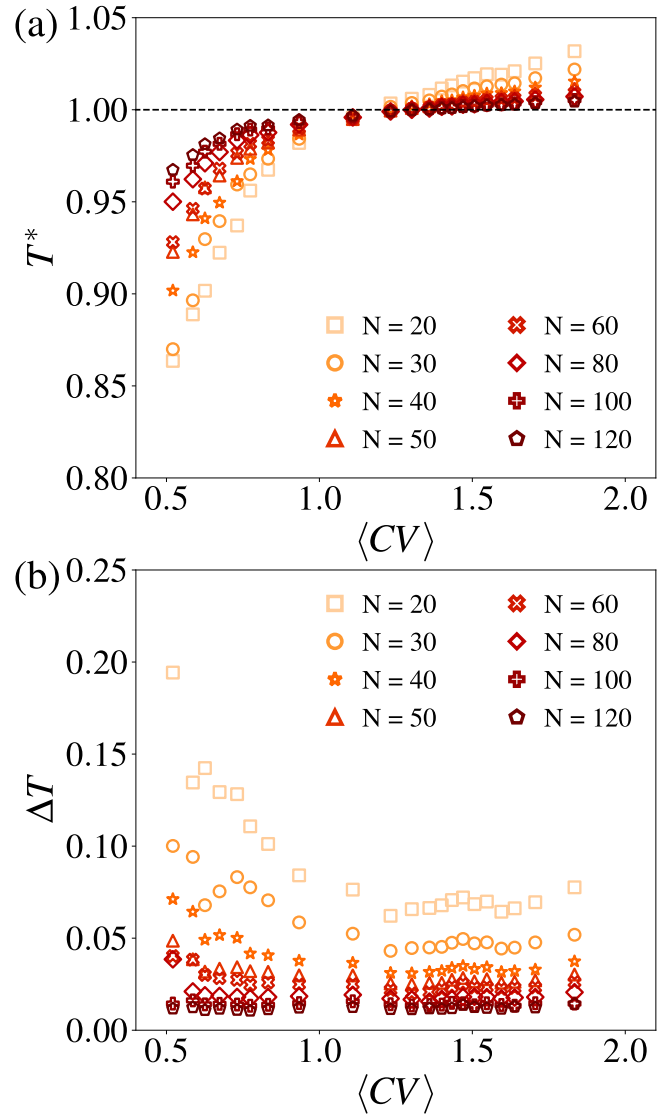 (a)
1.05
1.00
0.95
0.90
0.85
0.80
T*
N = 20
N = 30
N = 40
N = 50
N = 60
N = 80
N = 100
N = 120
0.5
1.0
1.5
2.0
⟨CV⟩
(b)
0.25
0.20
0.15
0.10
0.05
0.00
ΔT
N = 20
N = 30
N = 40
N = 50
N = 60
N = 80
N = 100
N = 120
0.5
1.0
1.5
2.0
⟨CV⟩